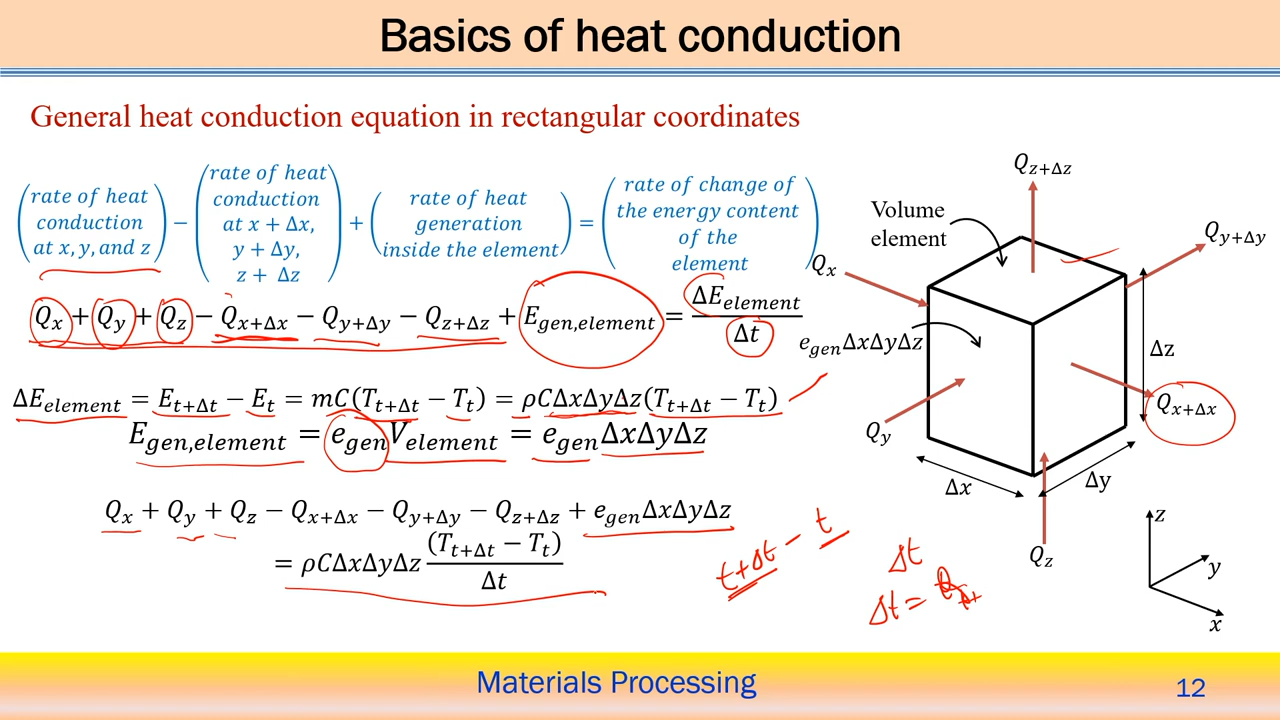 Basics of heat conduction
General heat conduction equation in rectangular coordinates
(rate of heat conduction at x, y, and z) − (rate of heat conduction at x + Δx, y + Δy, z + Δz) + (rate of heat generation inside the element) = (rate of change of the energy content of the element)
Q_x + Q_y + Q_z − Q_{x+Δx} − Q_{y+Δy} − Q_{z+Δz} + E_{gen,element} = ΔE_{element}/Δt
ΔE_{element} = E_{t+Δt} − E_t = mC(T_{t+Δt} − T_t) = ρCΔxΔyΔz(T_{t+Δt} − T_t)
E_{gen,element} = e_{gen}V_{element} = e_{gen}ΔxΔyΔz
Q_x + Q_y + Q_z − Q_{x+Δx} − Q_{y+Δy} − Q_{z+Δz} + e_{gen}ΔxΔyΔz
= ρCΔxΔyΔz (T_{t+Δt} − T_t)/Δt
t+Δt − t
Δt
Δt =
Q_{z+Δz}
Volume
element
Q_{y+Δy}
Q_x
e_{gen}ΔxΔyΔz
Δz
Q_{x+Δx}
Q_y
Δx
Δy
Q_z
z
y
x
Materials Processing
12